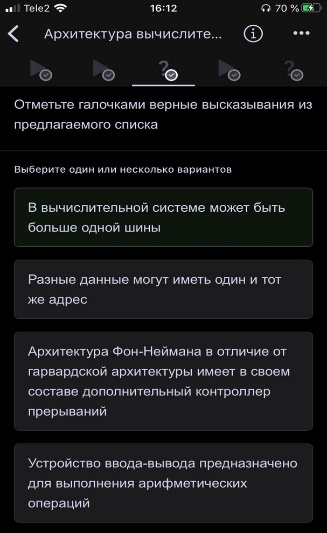 Tele2 16:12 70 %
Архитектура вычислите...
Отметьте галочками верные высказывания из
предлагаемого списка
Выберите один или несколько вариантов
В вычислительной системе может быть
больше одной шины
Разные данные могут иметь один и тот
же адрес
Архитектура Фон-Неймана в отличие от
гарвардской архитектуры имеет в своем
составе дополнительный контроллер
прерываний
Устройство ввода-вывода предназначено
для выполнения арифметических
операций